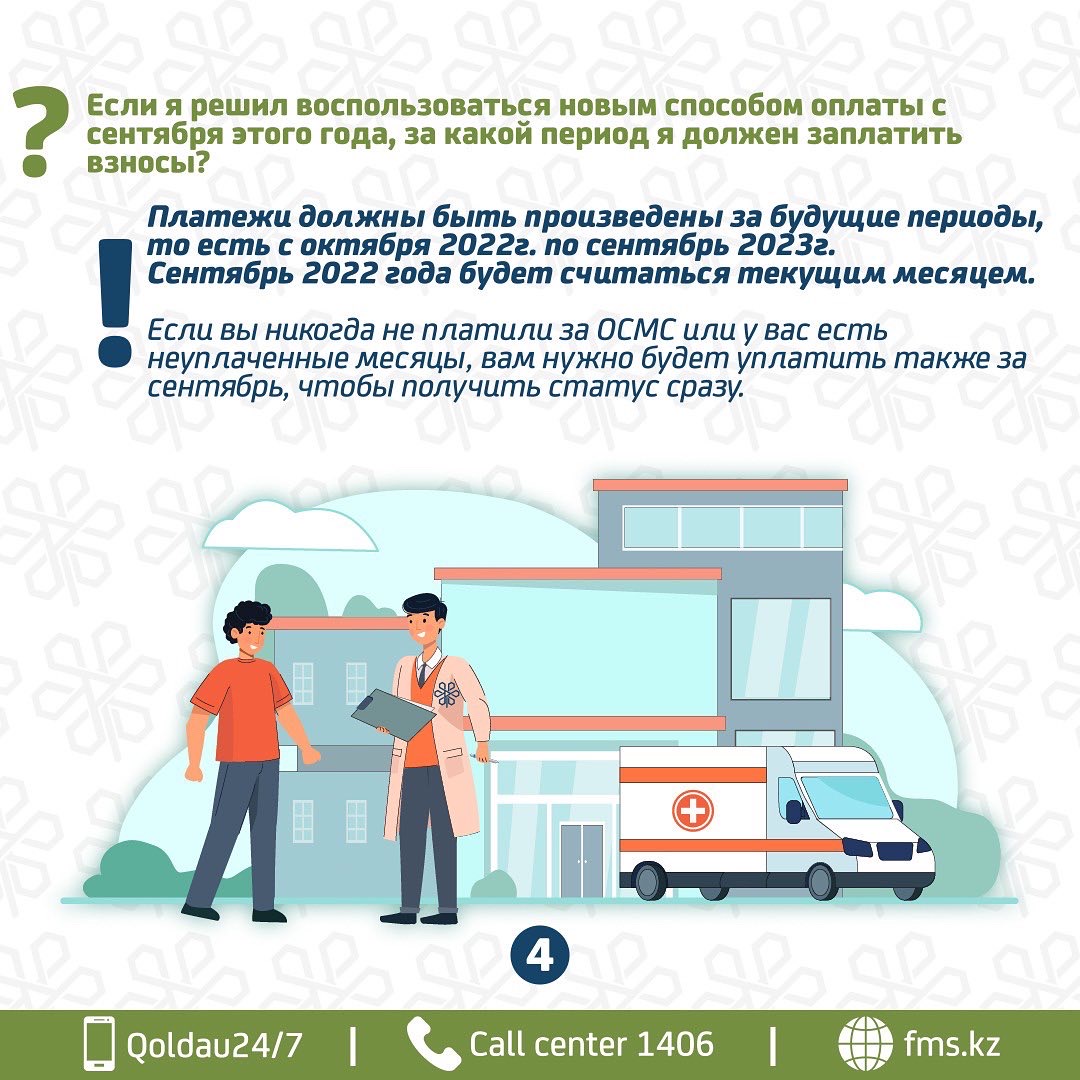 ?
Если я решил воспользоваться новым способом оплаты с
сентября этого года, за какой период я должен заплатить
взносы?
!
Платежи должны быть произведены за будущие периоды,
то есть с октября 2022г. по сентябрь 2023г.
Сентябрь 2022 года будет считаться текущим месяцем.
Если вы никогда не платили за ОСМС или у вас есть
неуплаченные месяцы, вам нужно будет уплатить также за
сентябрь, чтобы получить статус сразу.
4
Qoldau24/7 | Call center 1406 | fms.kz